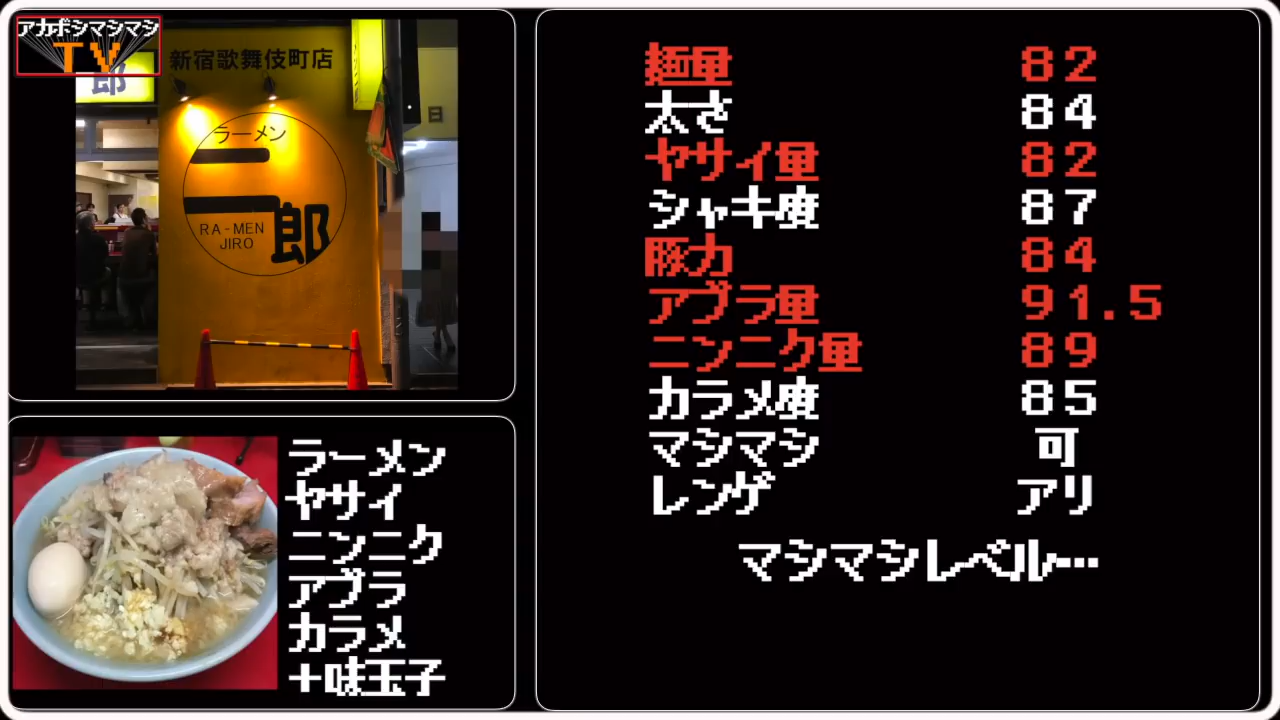 アカボシマシマシ
TV
郎
新宿歌舞伎町店
ラーメン
二郎
RA-MEN
JIRO
ラーメン
ヤサイ
ニンニク
アブラ
カラメ
+味玉子
麺量 82
太さ 84
ヤサイ量 82
シャキ度 87
豚力 84
アブラ量 91.5
ニンニク量 89
カラメ度 85
マシマシ 可
レンゲ アリ
マシマシレベル…